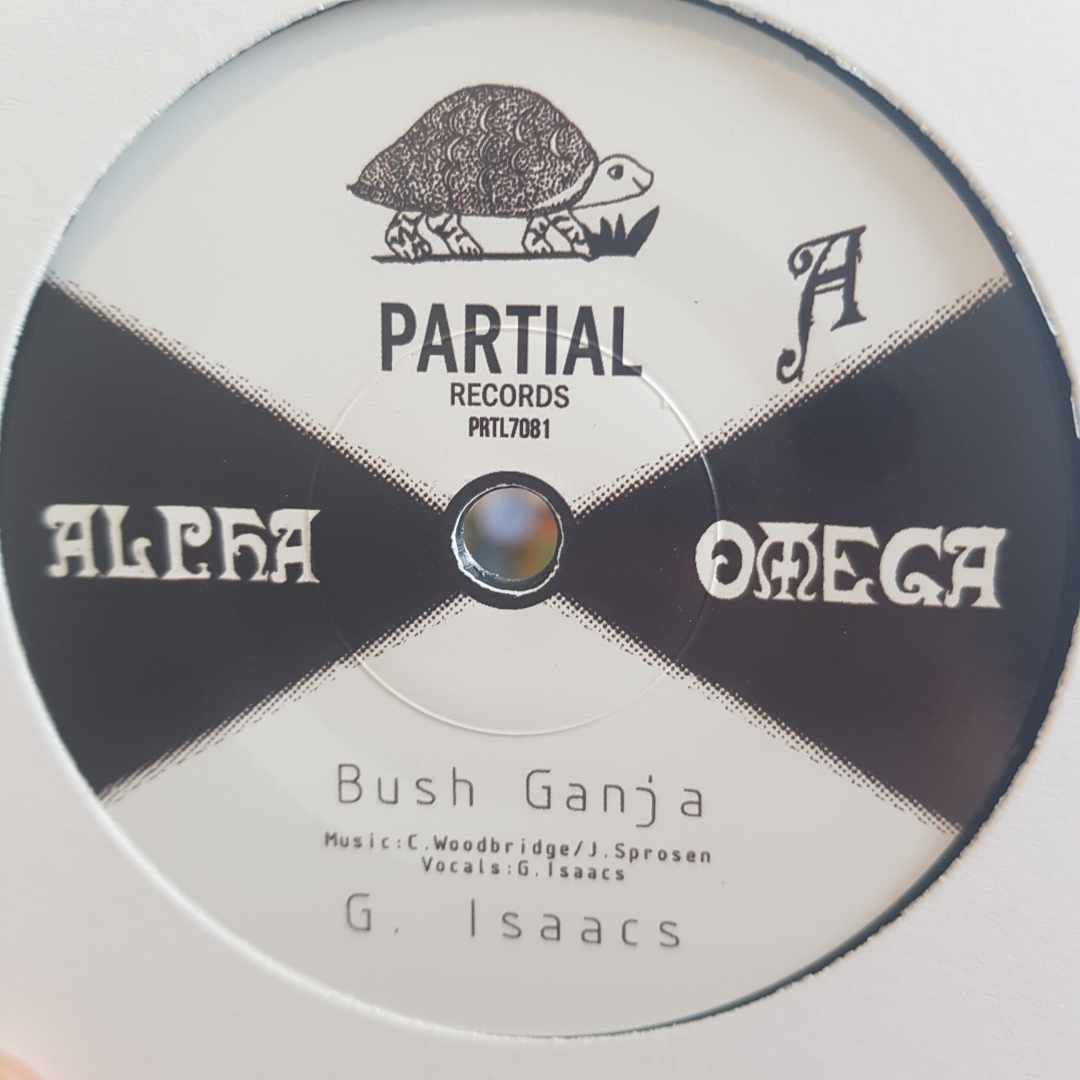 A
PARTIAL
RECORDS
PRTL7081
ALPHA
OMEGA
Bush Ganja
Music:C.Woodbridge/J.Sprosen
Vocals:G.Isaacs
G. Isaacs